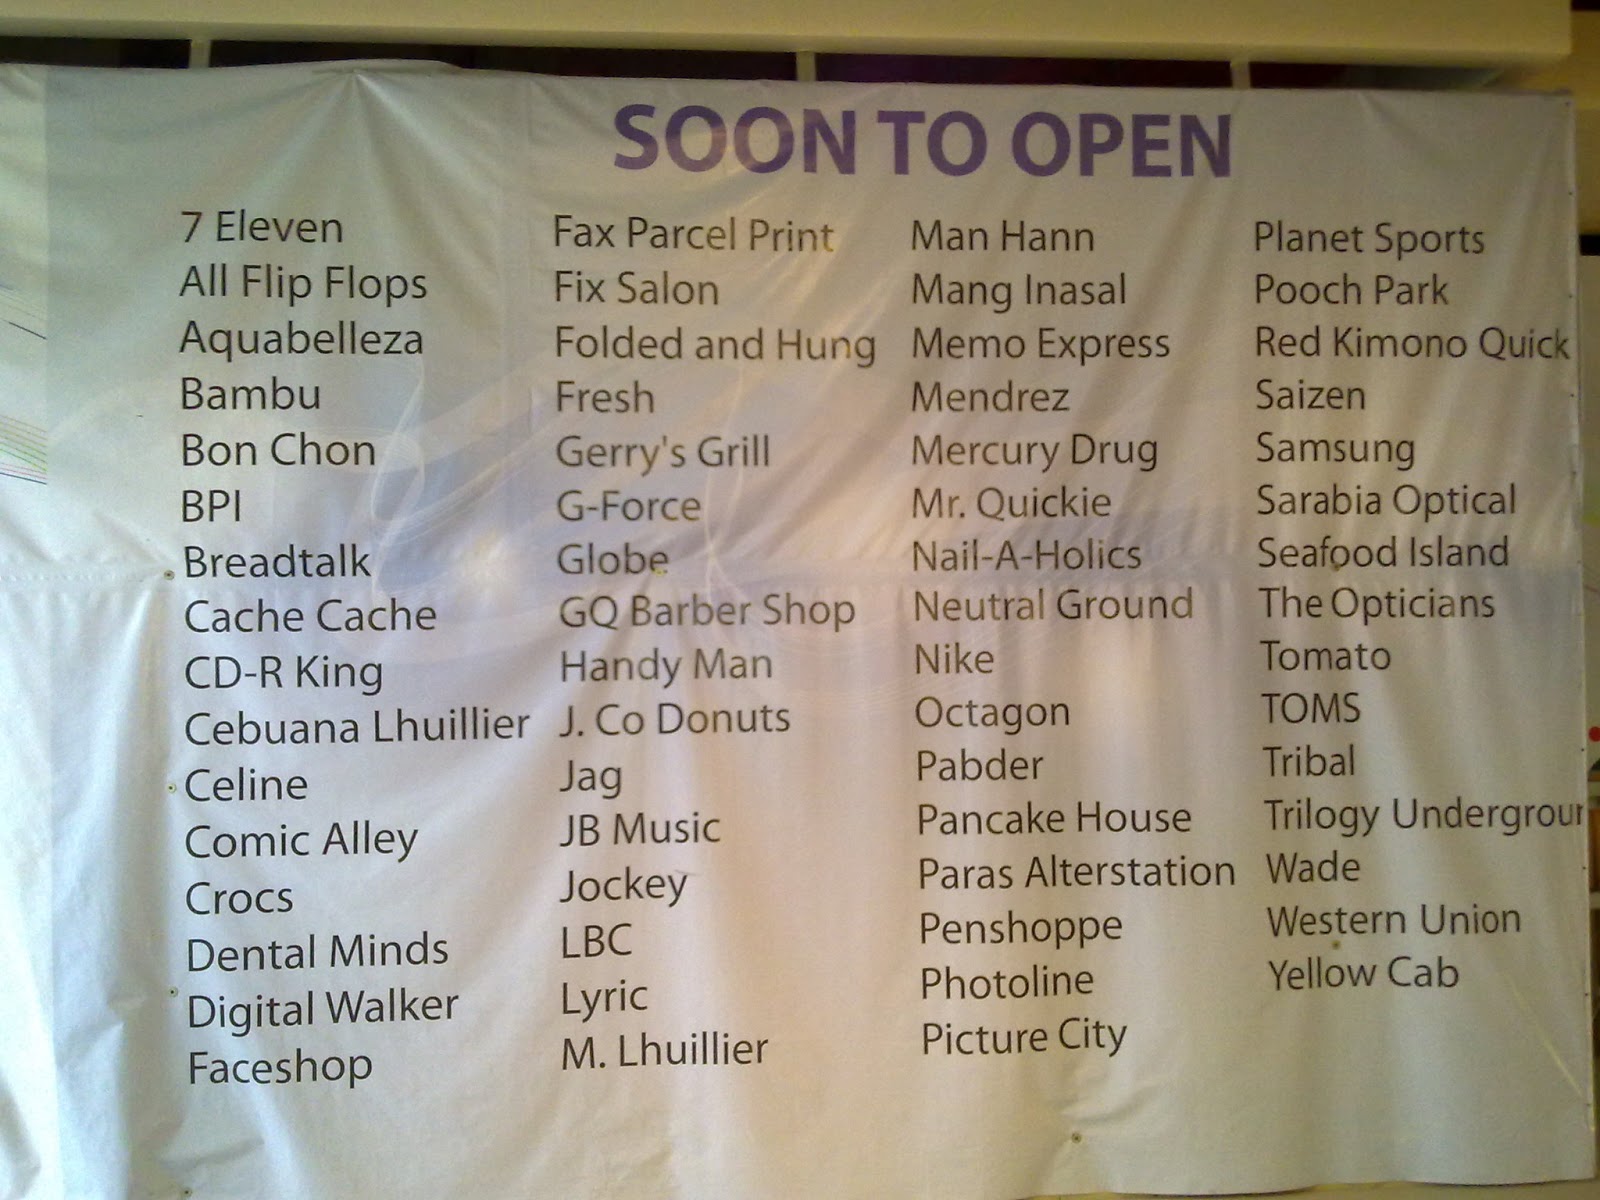 SOON TO OPEN
7 Eleven
All Flip Flops
Aquabelleza
Bambu
Bon Chon
BPI
Breadtalk
Cache Cache
CD-R King
Cebuana Lhuillier
Celine
Comic Alley
Crocs
Dental Minds
Digital Walker
Faceshop
Fax Parcel Print
Fix Salon
Folded and Hung
Fresh
Gerry's Grill
G-Force
Globe
GQ Barber Shop
Handy Man
J. Co Donuts
Jag
JB Music
Jockey
LBC
Lyric
M. Lhuillier
Man Hann
Mang Inasal
Memo Express
Mendrez
Mercury Drug
Mr. Quickie
Nail-A-Holics
Neutral Ground
Nike
Octagon
Pabder
Pancake House
Paras Alterstation
Penshoppe
Photoline
Picture City
Planet Sports
Pooch Park
Red Kimono Quick
Saizen
Samsung
Sarabia Optical
Seafood Island
The Opticians
Tomato
TOMS
Tribal
Trilogy Undergrour
Wade
Western Union
Yellow Cab